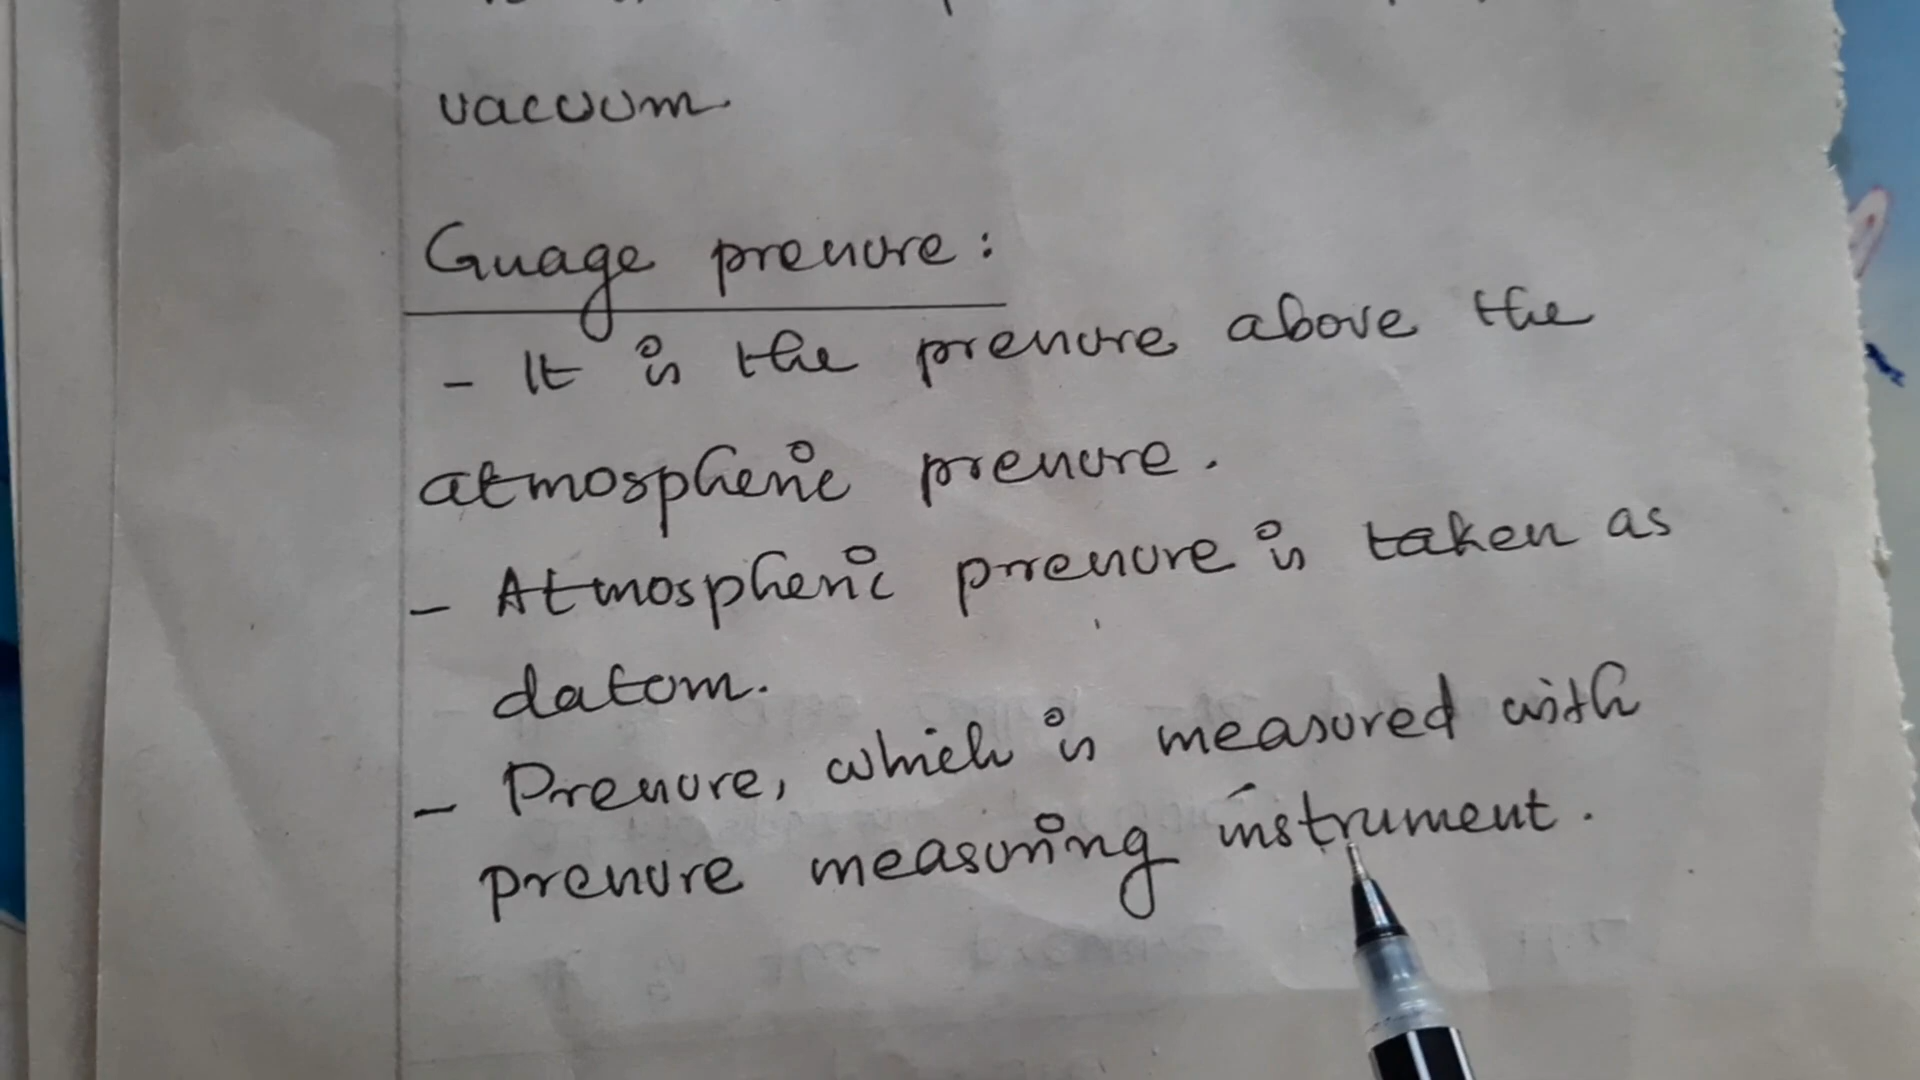 vacuum
Guage pressure :
- It is the pressure above the
atmospheric pressure.
- Atmospheric pressure is taken as
datum.
- Pressure, which is measured with
pressure measuring instrument.